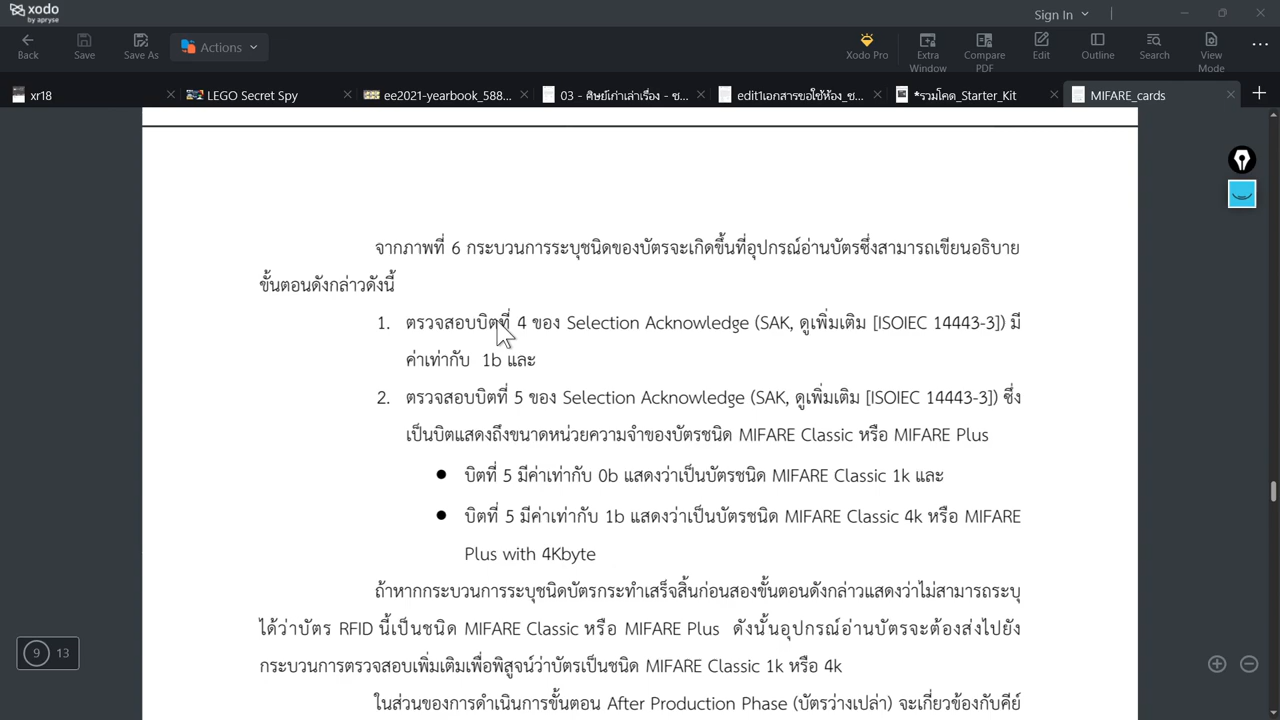 xodo
by apryse
Sign In
Back
Save
Save As
Actions
Xodo Pro
Extra Window
Compare PDF
Edit
Outline
Search
View Mode
xr18
LEGO Secret Spy
ee2021-yearbook_588...
03 - ศิษย์เก่าเล่าเรื่อง - ซ...
edit1เอกสารขอใช้ห้อง_ซ...
*รวมโคต_Starter_Kit
MIFARE_cards
จากภาพที่ 6 กระบวนการระบุชนิดของบัตรจะเกิดขึ้นที่อุปกรณ์อ่านบัตรซึ่งสามารถเขียนอธิบาย
ขั้นตอนดังกล่าวดังนี้
1. ตรวจสอบบิตที่ 4 ของ Selection Acknowledge (SAK, ดูเพิ่มเติม [ISOIEC 14443-3]) มี
ค่าเท่ากับ 1b และ
2. ตรวจสอบบิตที่ 5 ของ Selection Acknowledge (SAK, ดูเพิ่มเติม [ISOIEC 14443-3]) ซึ่ง
เป็นบิตแสดงถึงขนาดหน่วยความจำของบัตรชนิด MIFARE Classic หรือ MIFARE Plus
● บิตที่ 5 มีค่าเท่ากับ 0b แสดงว่าเป็นบัตรชนิด MIFARE Classic 1k และ
● บิตที่ 5 มีค่าเท่ากับ 1b แสดงว่าเป็นบัตรชนิด MIFARE Classic 4k หรือ MIFARE
Plus with 4Kbyte
ถ้าหากกระบวนการระบุชนิดบัตรกระทำเสร็จสิ้นก่อนสองขั้นตอนดังกล่าวแสดงว่าไม่สามารถระบุ
ได้ว่าบัตร RFID นี้เป็นชนิด MIFARE Classic หรือ MIFARE Plus ดังนั้นอุปกรณ์อ่านบัตรจะต้องส่งไปยัง
9 13
กระบวนการตรวจสอบเพิ่มเติมเพื่อพิสูจน์ว่าบัตรเป็นชนิด MIFARE Classic 1k หรือ 4k
ในส่วนของการดำเนินการขั้นตอน After Production Phase (บัตรว่างเปล่า) จะเกี่ยวข้องกับคีย์